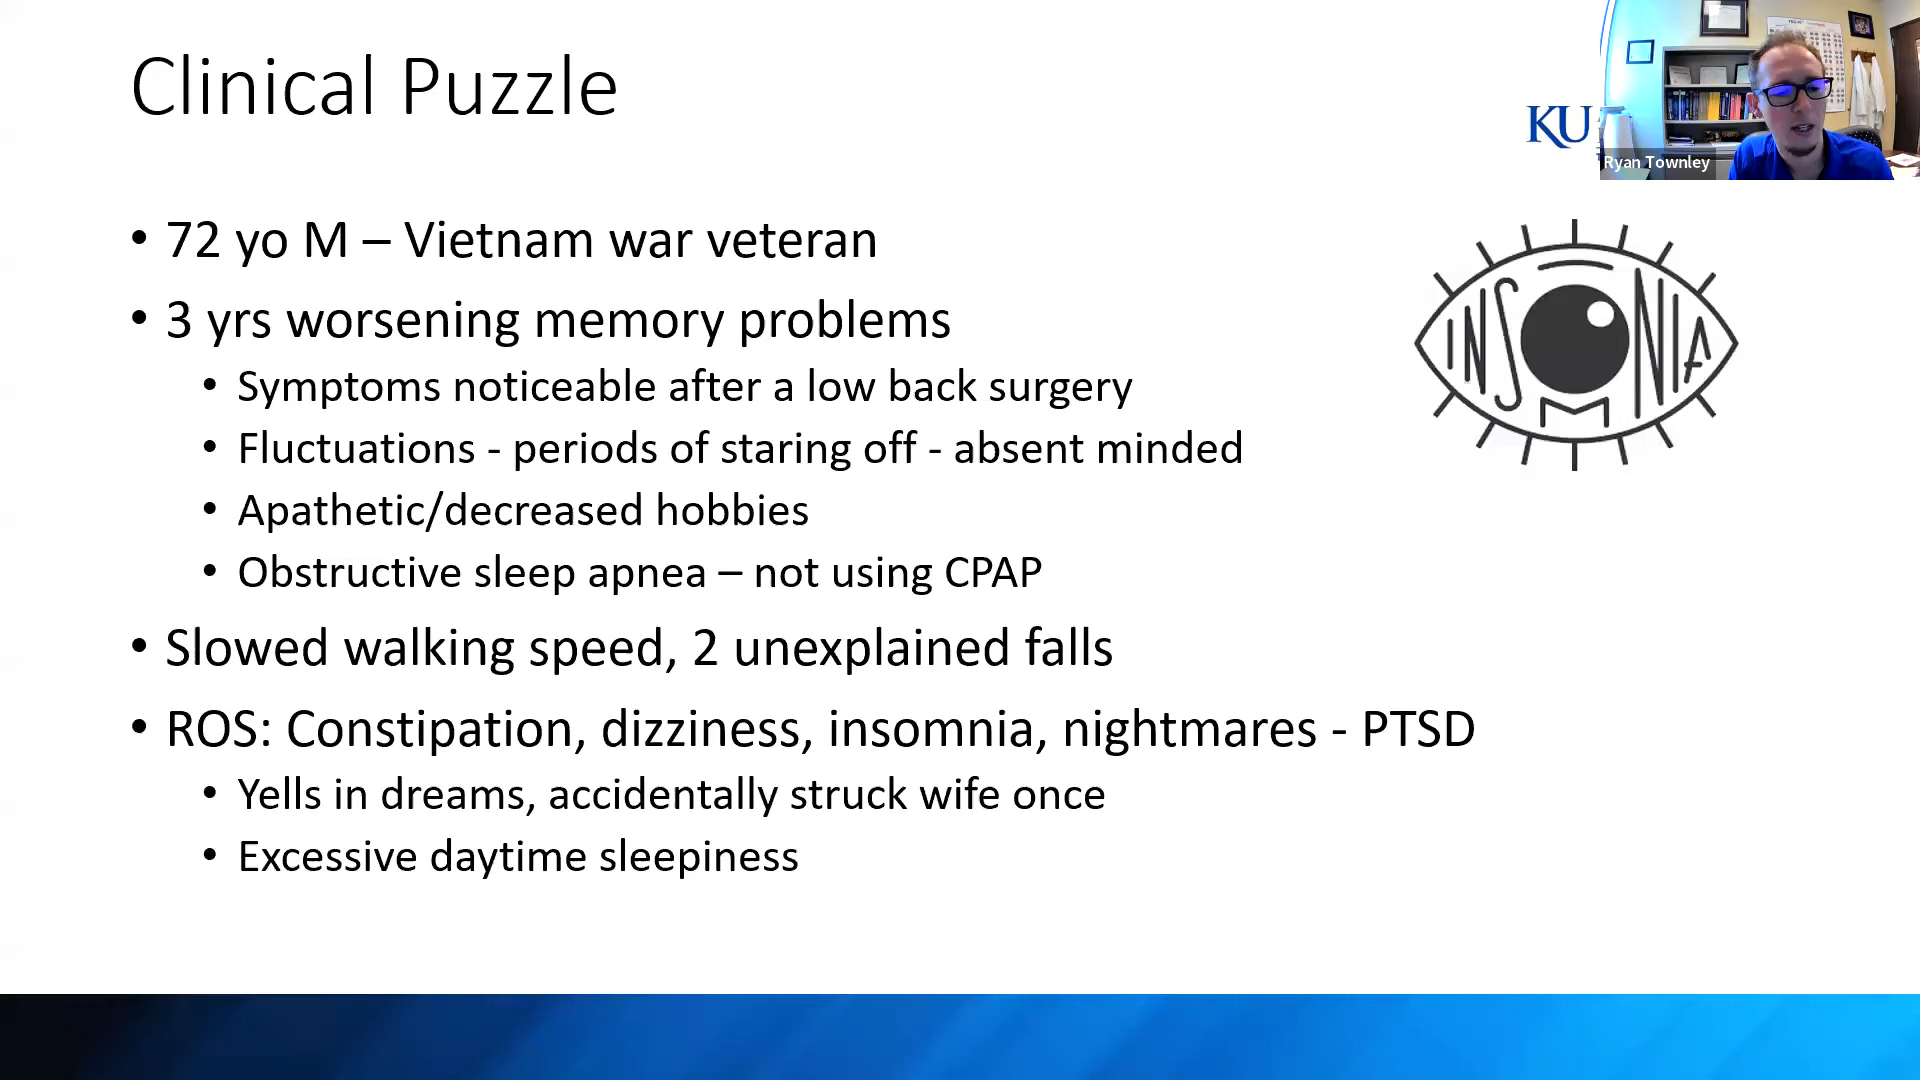 Clinical Puzzle
KU
Ryan Townley
• 72 yo M – Vietnam war veteran
• 3 yrs worsening memory problems
• Symptoms noticeable after a low back surgery
• Fluctuations - periods of staring off - absent minded
• Apathetic/decreased hobbies
• Obstructive sleep apnea – not using CPAP
• Slowed walking speed, 2 unexplained falls
• ROS: Constipation, dizziness, insomnia, nightmares - PTSD
• Yells in dreams, accidentally struck wife once
• Excessive daytime sleepiness
INSOMNIA